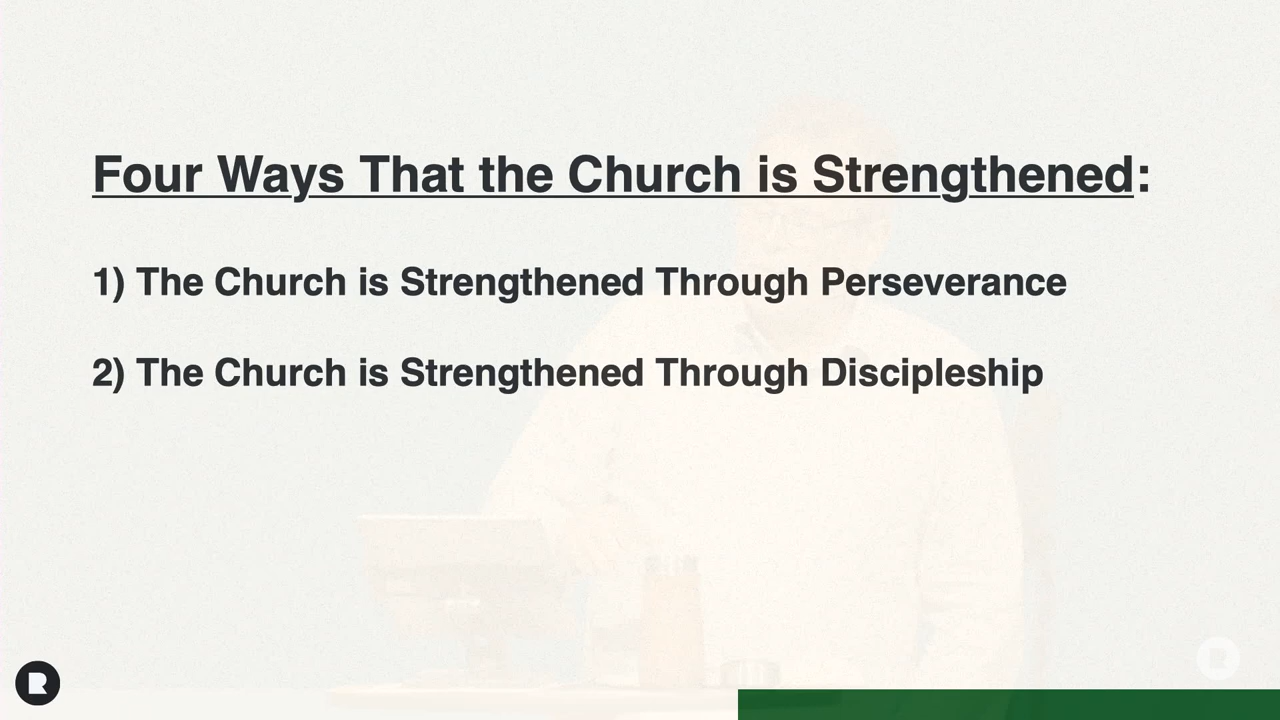 Four Ways That the Church is Strengthened:
1) The Church is Strengthened Through Perseverance
2) The Church is Strengthened Through Discipleship
R
R